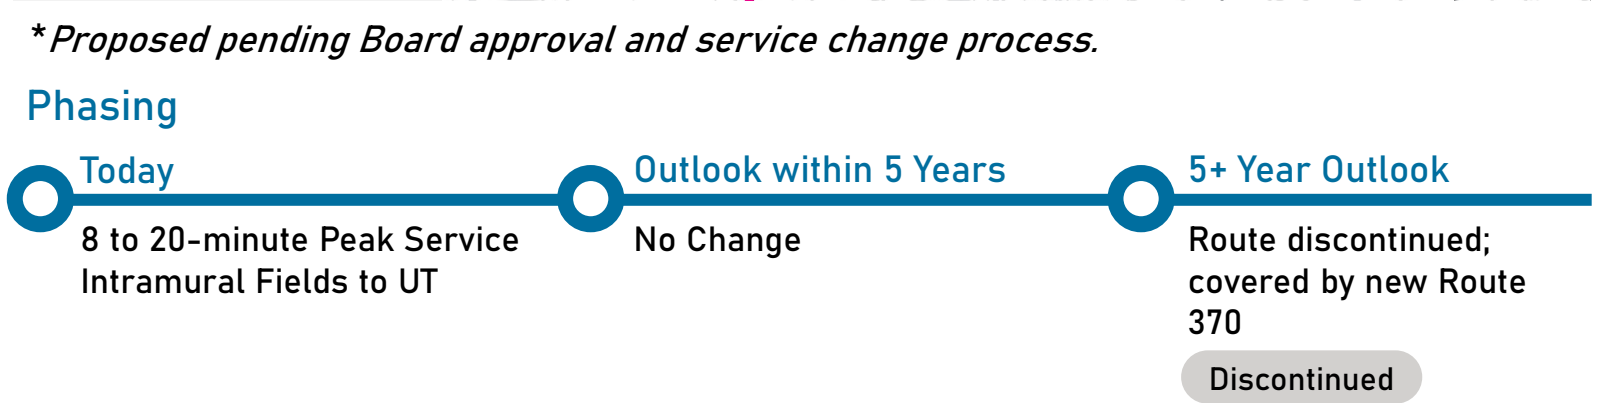 *Proposed pending Board approval and service change process.
Phasing
Today
8 to 20-minute Peak Service
Intramural Fields to UT
Outlook within 5 Years
No Change
5+ Year Outlook
Route discontinued;
covered by new Route
370
Discontinued